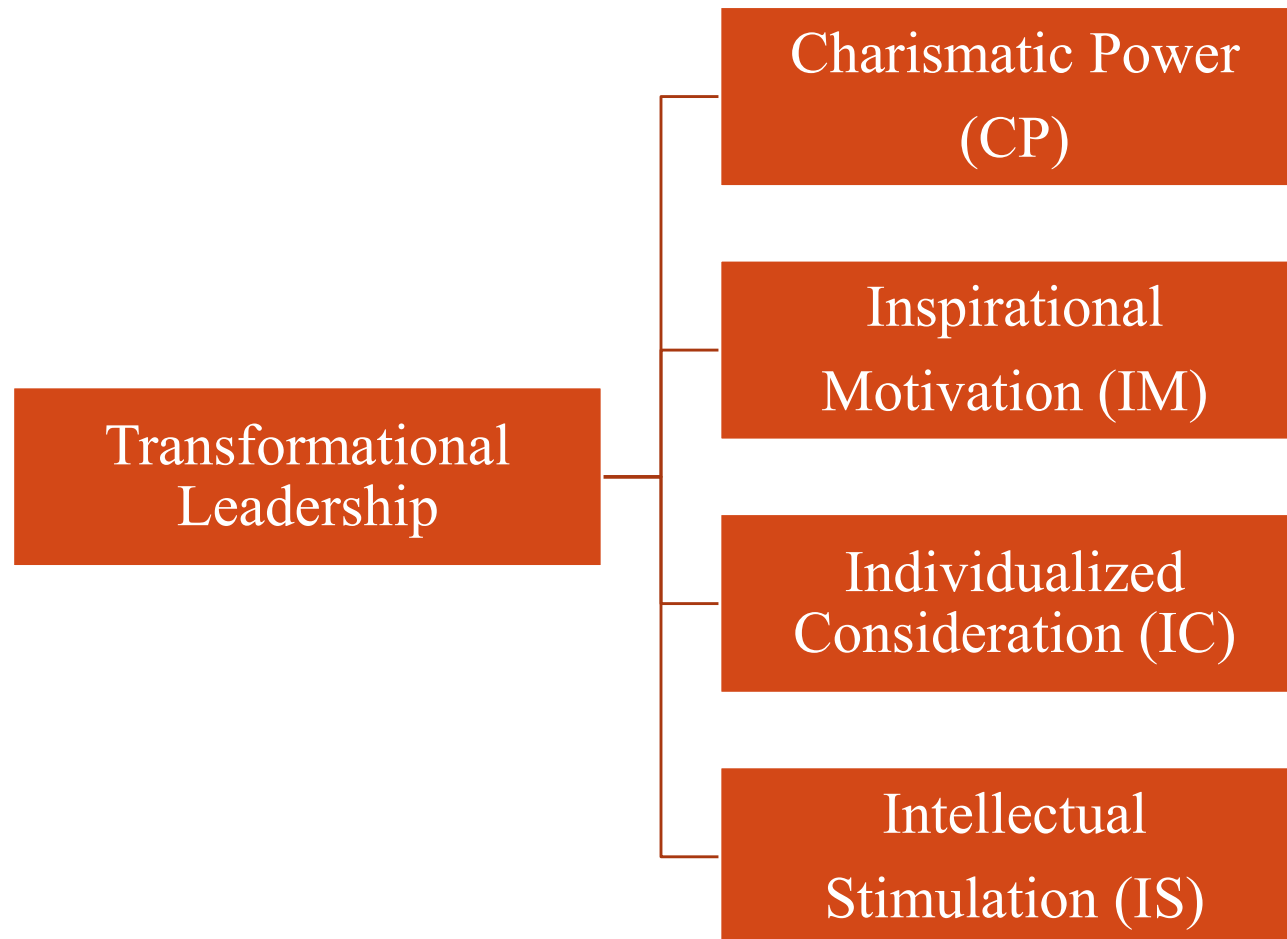 Charismatic Power
(CP)
Inspirational
Motivation (IM)
Transformational
Leadership
Individualized
Consideration (IC)
Intellectual
Stimulation (IS)